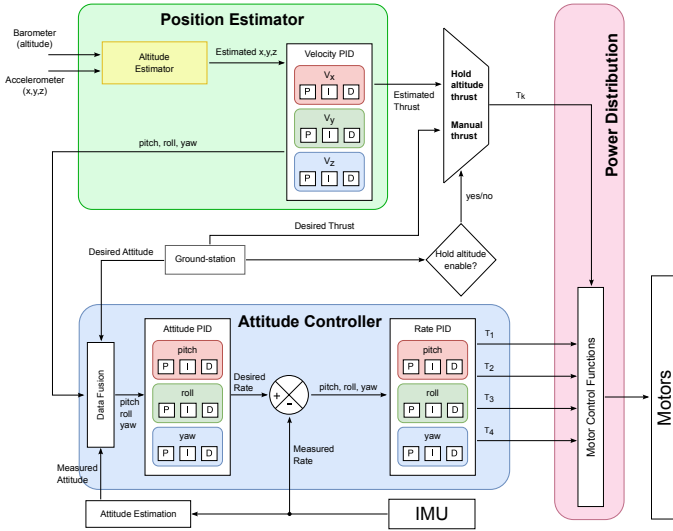 Position Estimator
Barometer
(altitude)
Accelerometer
(x,y,z)
Altitude
Estimator
Estimated x,y,z
Velocity PID
Vx
P I D
Vy
P I D
Vz
P I D
Estimated
Thrust
Hold
altitude
thrust
Manual
thrust
Tk
Power Distribution
pitch, roll, yaw
yes/no
Desired Thrust
Desired Attitude
Ground-station
Hold altitude
enable?
Attitude Controller
Data Fusion
pitch
roll
yaw
Attitude PID
pitch
P I D
roll
P I D
yaw
P I D
Desired
Rate
+
-
pitch, roll, yaw
Measured
Rate
Rate PID
pitch
P I D
roll
P I D
yaw
P I D
T1
T2
T3
T4
Motor Control Functions
Motors
Measured
Attitude
Attitude Estimation
IMU